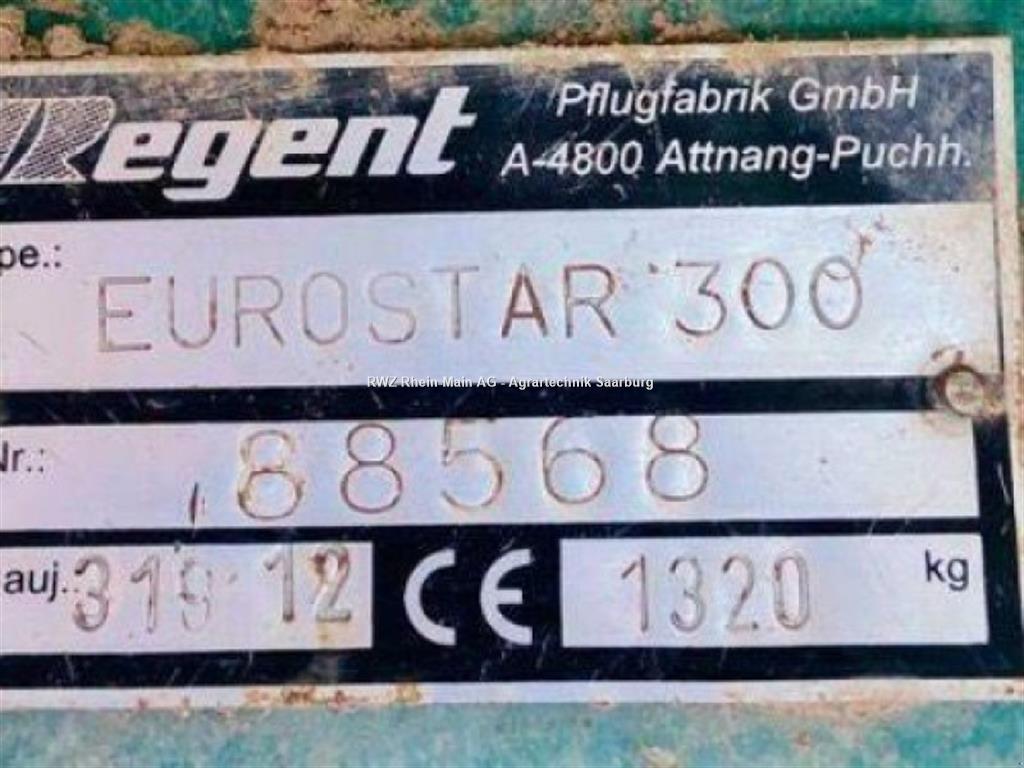 Regent
Pflugfabrik GmbH
A-4800 Attnang-Puchh.
pe.: EUROSTAR 300
RWZ Rhein-Main AG - Agrartechnik Saarburg
Nr.: 88568
auj.: 12 CE 1320 kg